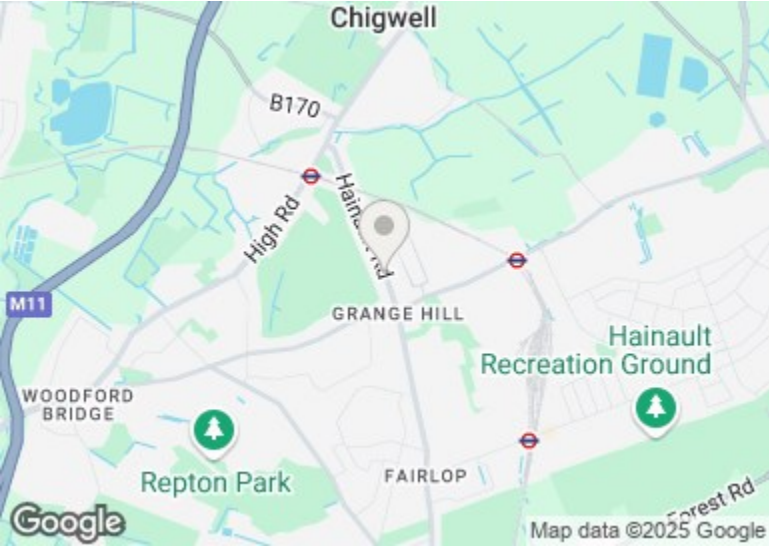 Chigwell
B170
High Rd
Hainault Rd
M11
GRANGE HILL
Hainault
Recreation Ground
WOODFORD
BRIDGE
Repton Park
FAIRLOP
Forest Rd
Google
Map data ©2025 Google